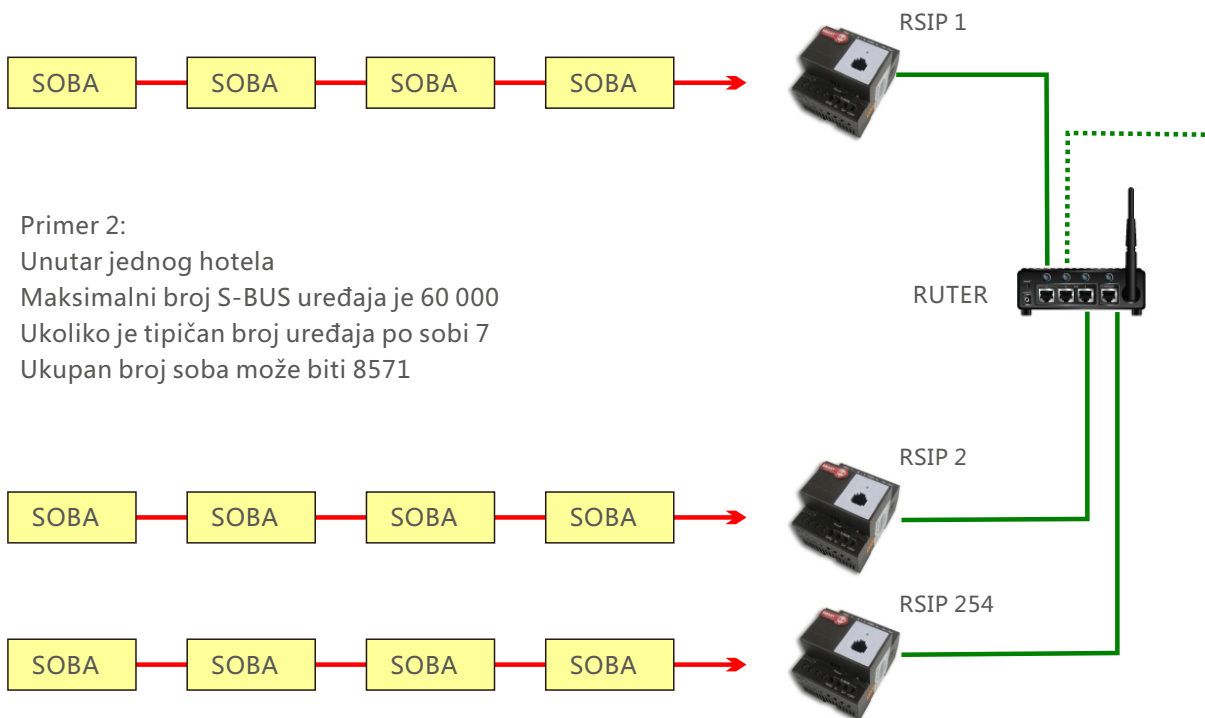 RSIP 1
SOBA SOBA SOBA SOBA
Primer 2:
Unutar jednog hotela
Maksimalni broj S-BUS uređaja je 60 000
Ukoliko je tipičan broj uređaja po sobi 7
Ukupan broj soba može biti 8571
RUTER
RSIP 2
SOBA SOBA SOBA SOBA
RSIP 254
SOBA SOBA SOBA SOBA